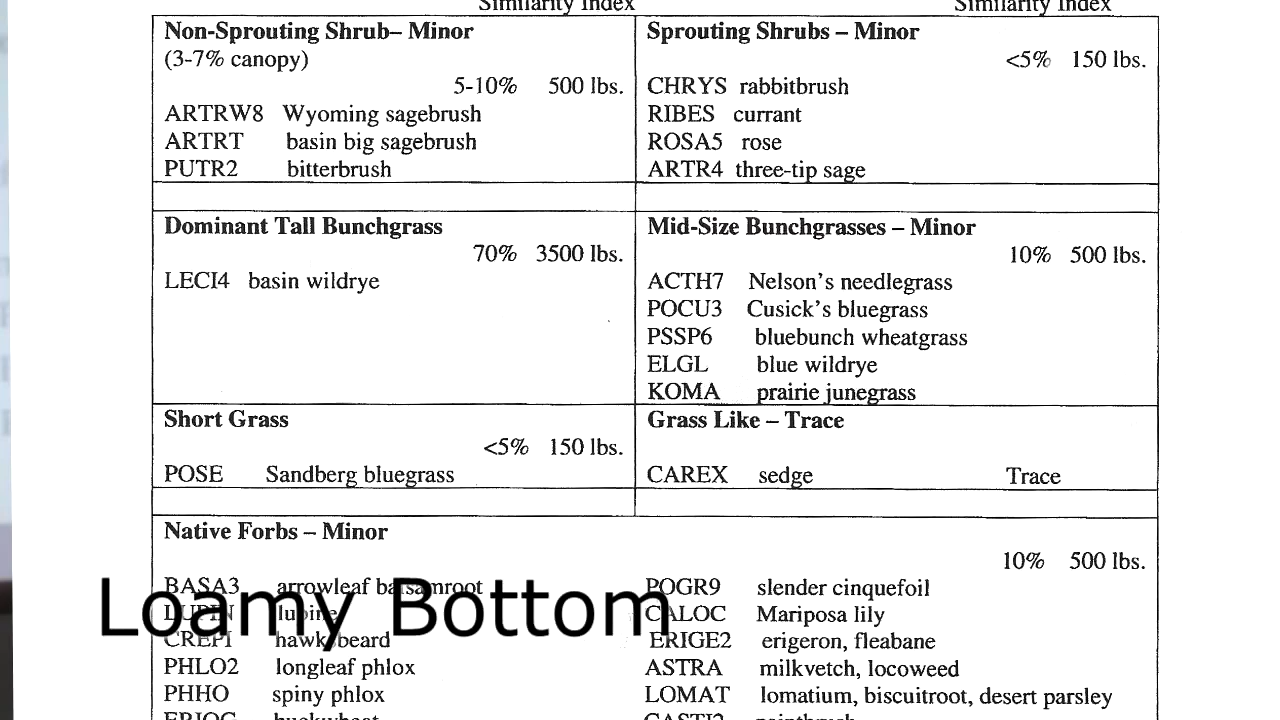 Similarity Index
Similarity Index
Non-Sprouting Shrub– Minor
(3-7% canopy)
5-10% 500 lbs.
ARTRW8 Wyoming sagebrush
ARTRT basin big sagebrush
PUTR2 bitterbrush
Sprouting Shrubs – Minor
<5% 150 lbs.
CHRYS rabbitbrush
RIBES currant
ROSA5 rose
ARTR4 three-tip sage
Dominant Tall Bunchgrass
70% 3500 lbs.
LECI4 basin wildrye
Mid-Size Bunchgrasses – Minor
10% 500 lbs.
ACTH7 Nelson's needlegrass
POCU3 Cusick's bluegrass
PSSP6 bluebunch wheatgrass
ELGL blue wildrye
KOMA prairie junegrass
Short Grass
<5% 150 lbs.
POSE Sandberg bluegrass
Grass Like – Trace
CAREX sedge Trace
Native Forbs – Minor
10% 500 lbs.
BASA3 arrowleaf balsamroot
LUPIN lupine
CREPI hawksbeard
PHLO2 longleaf phlox
PHHO spiny phlox
ERIOG buckwheat
POGR9 slender cinquefoil
CALOC Mariposa lily
ERIGE2 erigeron, fleabane
ASTRA milkvetch, locoweed
LOMAT lomatium, biscuitroot, desert parsley
CASTI2 paintbrush
Loamy Bottom